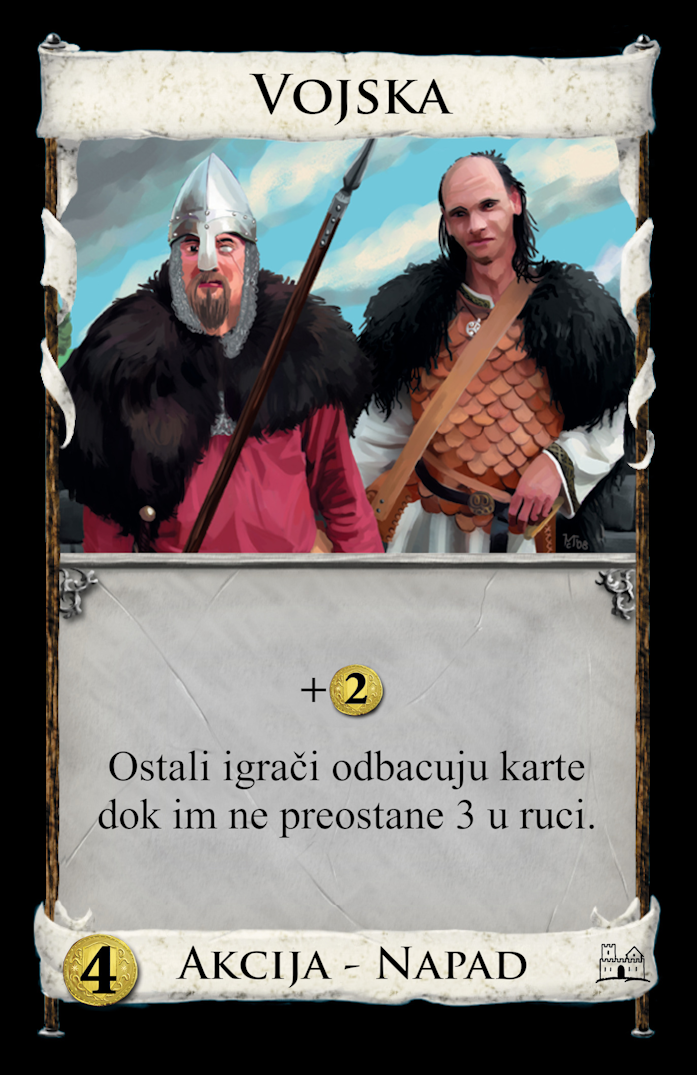 Vojska
+2
Ostali igrači odbacuju karte
dok im ne preostane 3 u ruci.
4 Akcija - Napad